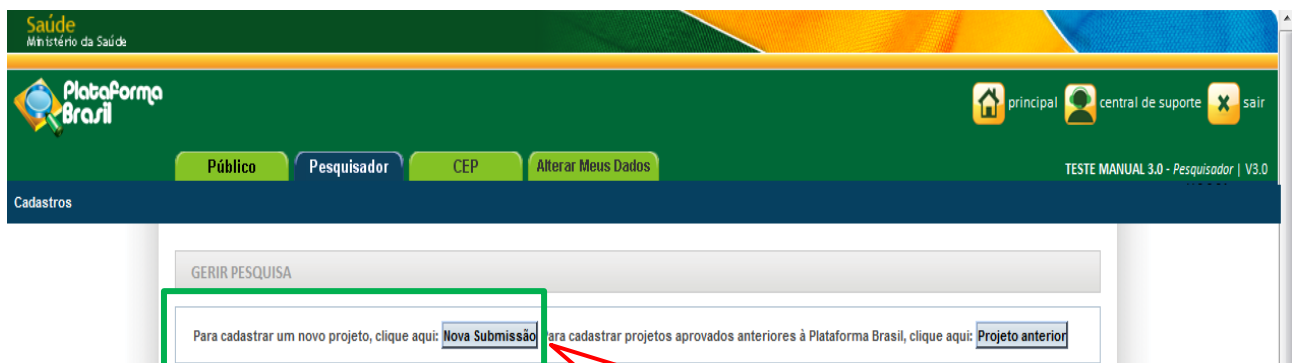 Saúde
Ministério da Saúde
Plataforma
Brasil
principal central de suporte x sair
Público Pesquisador CEP Alterar Meus Dados
TESTE MANUAL 3.0 - Pesquisador | V3.0
Cadastros
GERIR PESQUISA
Para cadastrar um novo projeto, clique aqui: Nova Submissão Para cadastrar projetos aprovados anteriores à Plataforma Brasil, clique aqui: Projeto anterior